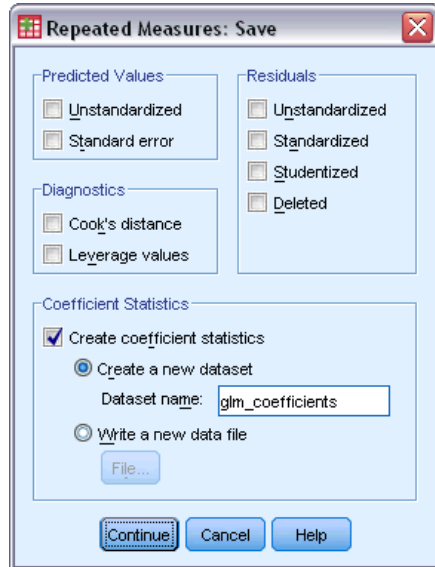 Repeated Measures: Save
Predicted Values
Unstandardized
Standard error
Diagnostics
Cook's distance
Leverage values
Residuals
Unstandardized
Standardized
Studentized
Deleted
Coefficient Statistics
Create coefficient statistics
Create a new dataset
Dataset name: glm_coefficients
Write a new data file
File...
Continue Cancel Help